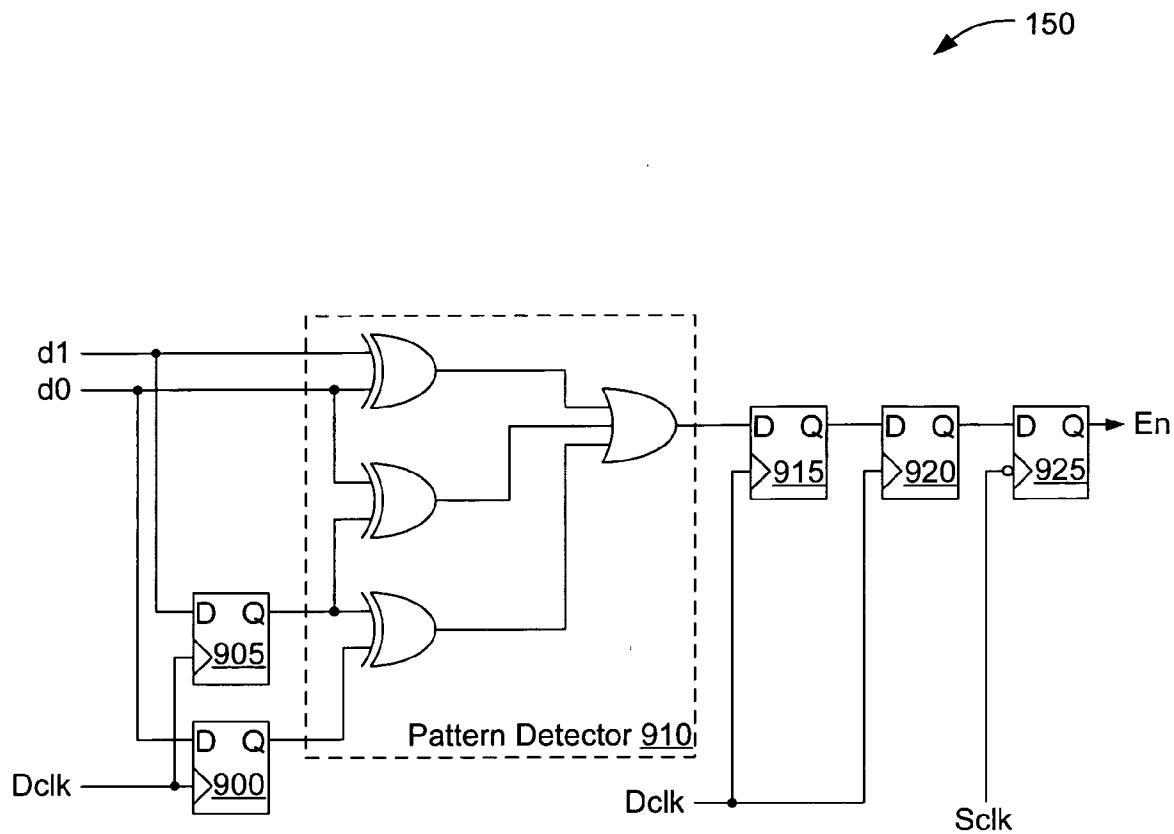 150
d1
d0
D Q
915
D Q
920
D Q
925
En
D Q
905
D Q
900
Pattern Detector 910
Dclk
Dclk
Sclk